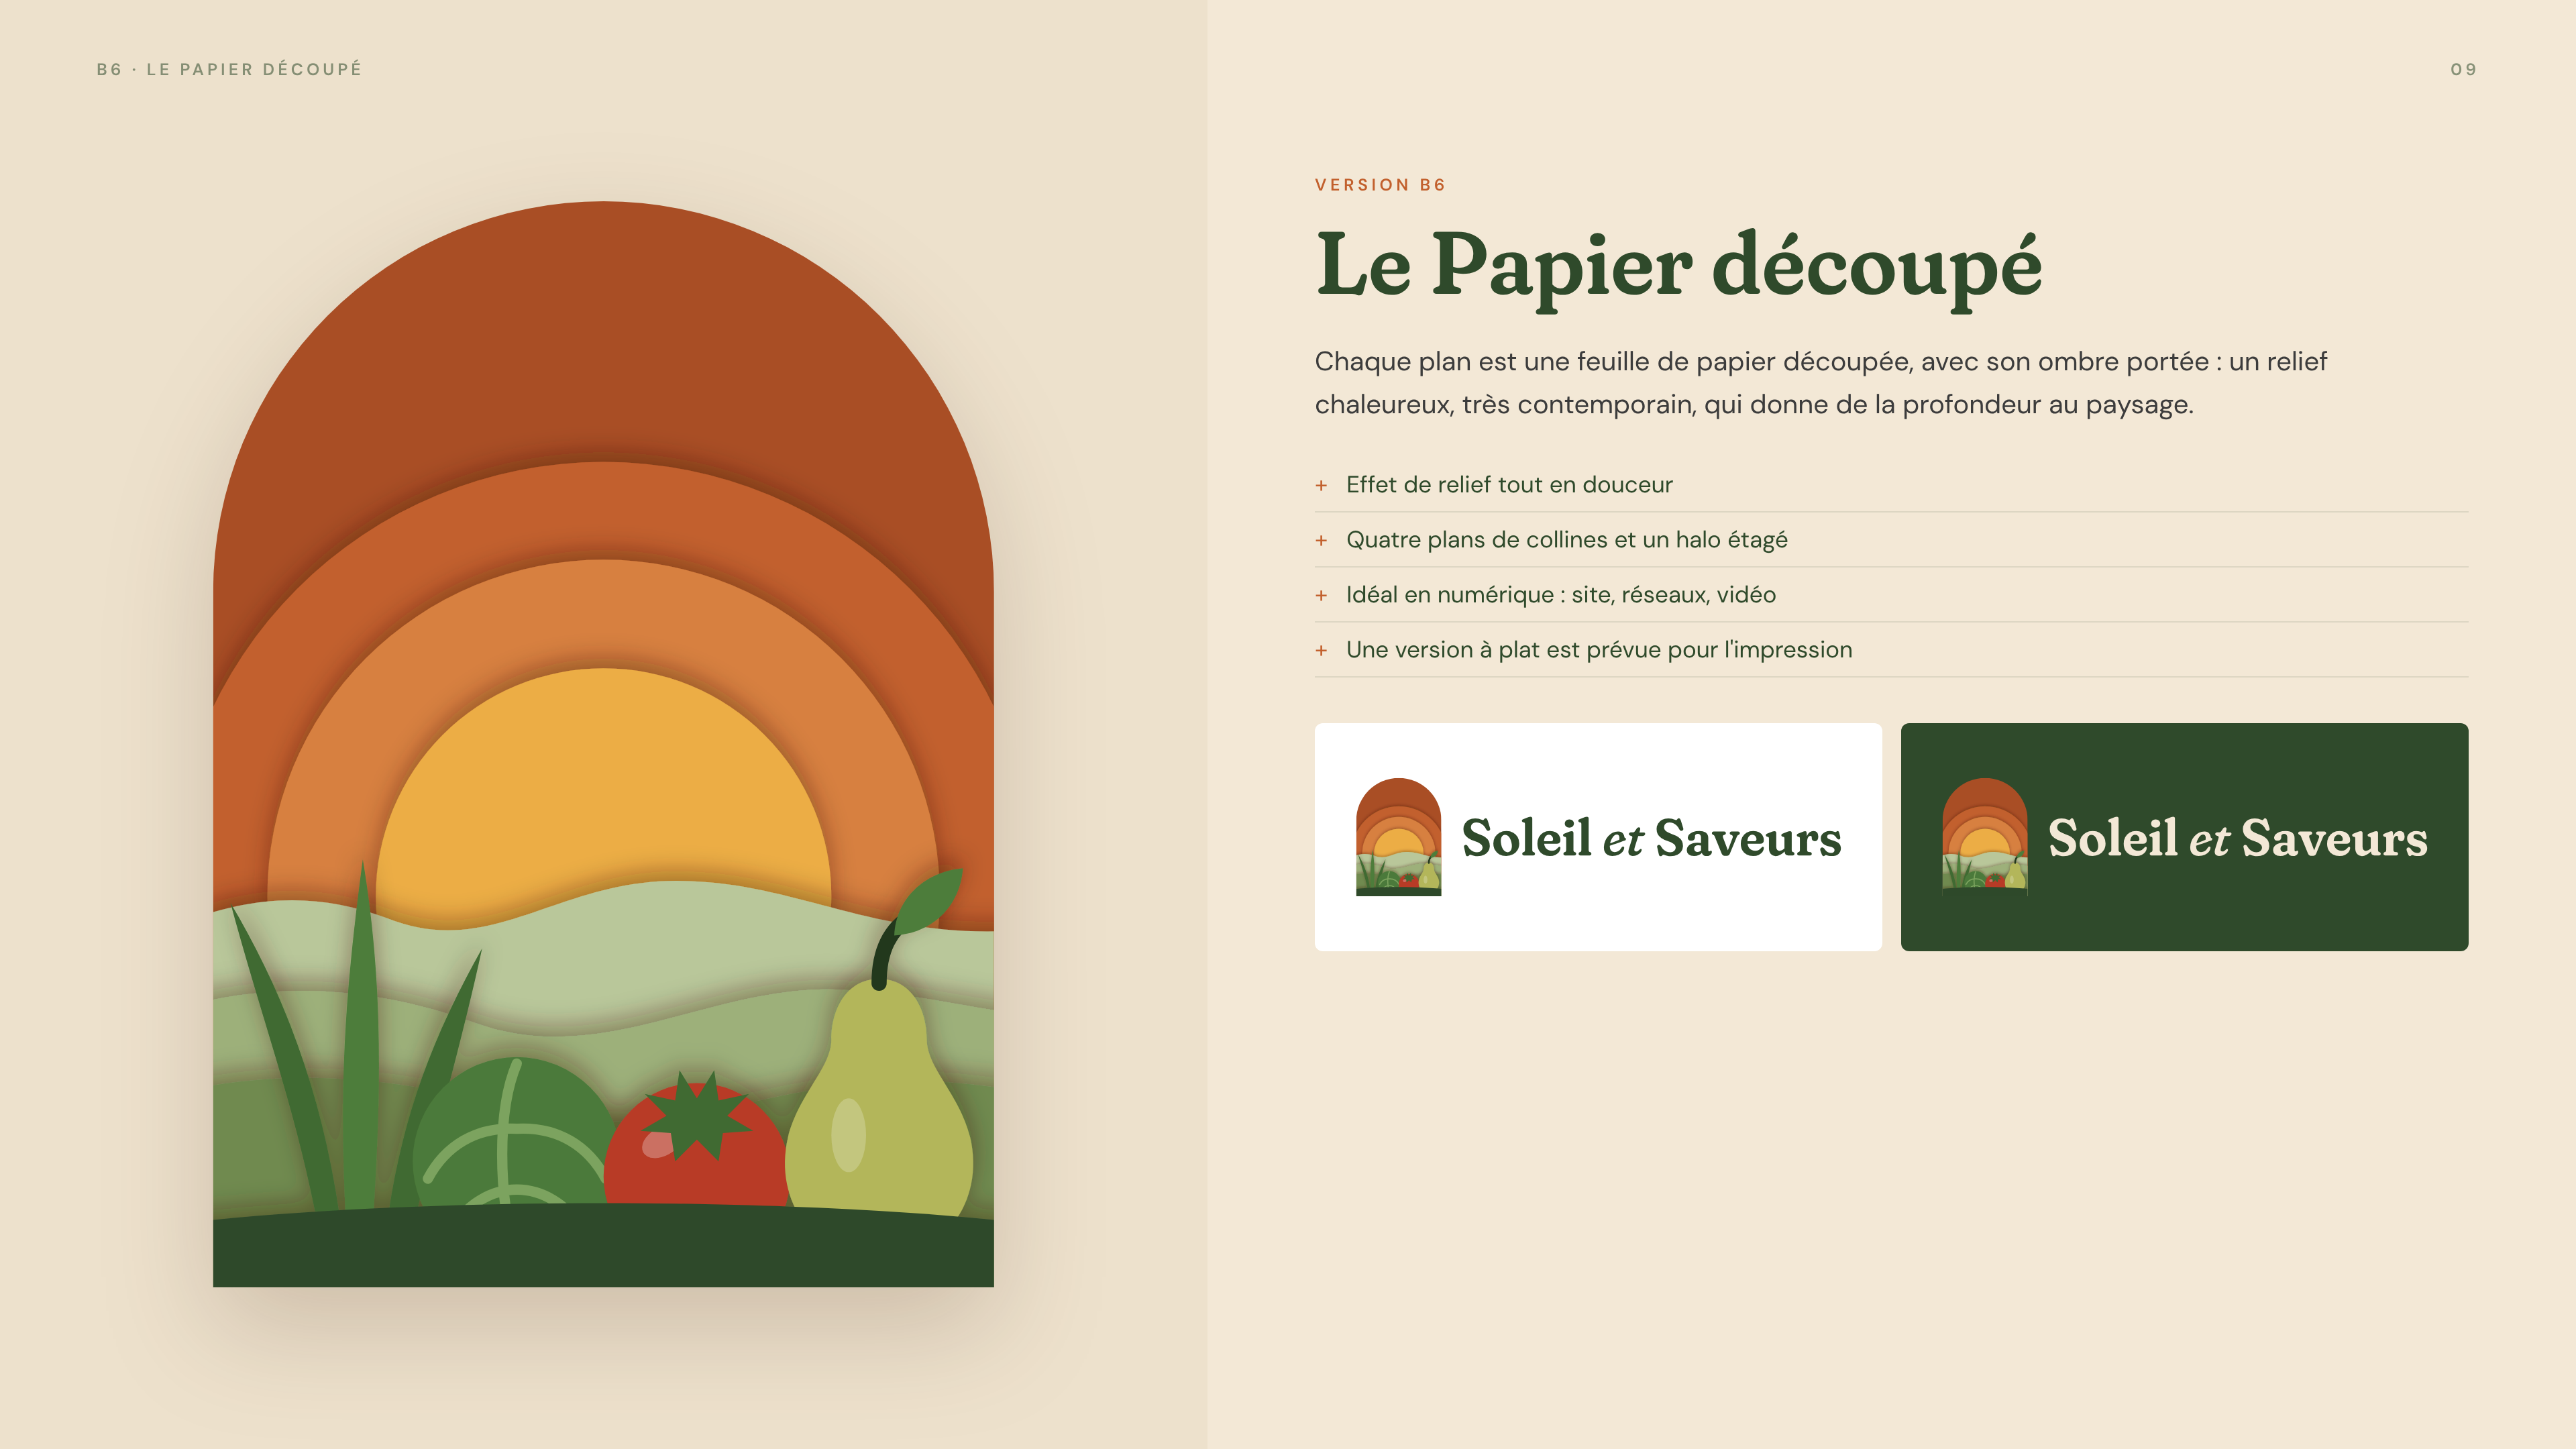 B6 · LE PAPIER DÉCOUPÉ
09
VERSION B6
Le Papier découpé
Chaque plan est une feuille de papier découpée, avec son ombre portée : un relief
chaleureux, très contemporain, qui donne de la profondeur au paysage.
+ Effet de relief tout en douceur
+ Quatre plans de collines et un halo étagé
+ Idéal en numérique : site, réseaux, vidéo
+ Une version à plat est prévue pour l'impression
Soleil et Saveurs
Soleil et Saveurs